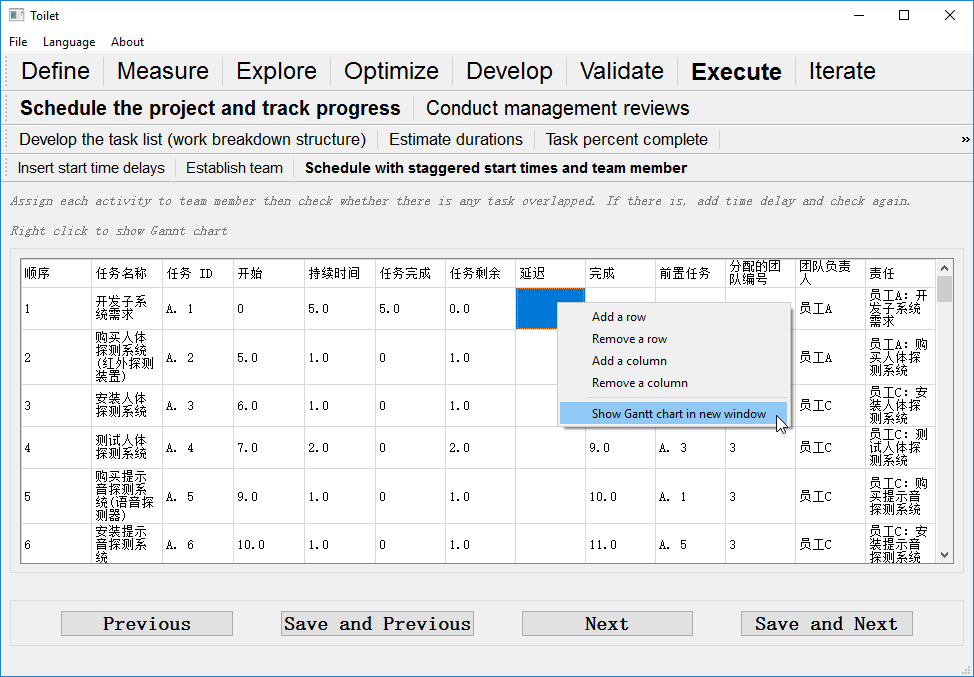 Toilet
File Language About
Define Measure Explore Optimize Develop Validate Execute Iterate
Schedule the project and track progress Conduct management reviews
Develop the task list (work breakdown structure) Estimate durations Task percent complete »
Insert start time delays Establish team Schedule with staggered start times and team member
Assign each activity to team member then check whether there is any task overlapped. If there is, add time delay and check again.
Right click to show Gannt chart
顺序 任务名称 任务 ID 开始 持续时间 任务完成 任务剩余 延迟 完成 前置任务 分配的团队编号 团队负责人 责任
1 开发子系统需求 A. 1 0 5.0 5.0 0.0 员工A 员工A: 开发子系统需求
2 购买人体探测系统(红外探测装置) A. 2 5.0 1.0 0 1.0 员工A 员工A: 购买人体探测系统
3 安装人体探测系统 A. 3 6.0 1.0 0 1.0 员工C 员工C: 安装人体探测系统
4 测试人体探测系统 A. 4 7.0 2.0 0 2.0 9.0 A. 3 3 员工C 员工C: 测试人体探测系统
5 购买提示音探测系统(语音探测器) A. 5 9.0 1.0 0 1.0 10.0 A. 1 3 员工C 员工C: 购买提示音探测系统
6 安装提示音探测系统 A. 6 10.0 1.0 0 1.0 11.0 A. 5 3 员工C 员工C: 安装提示音探测系统
Add a row
Remove a row
Add a column
Remove a column
Show Gantt chart in new window
Previous Save and Previous Next Save and Next